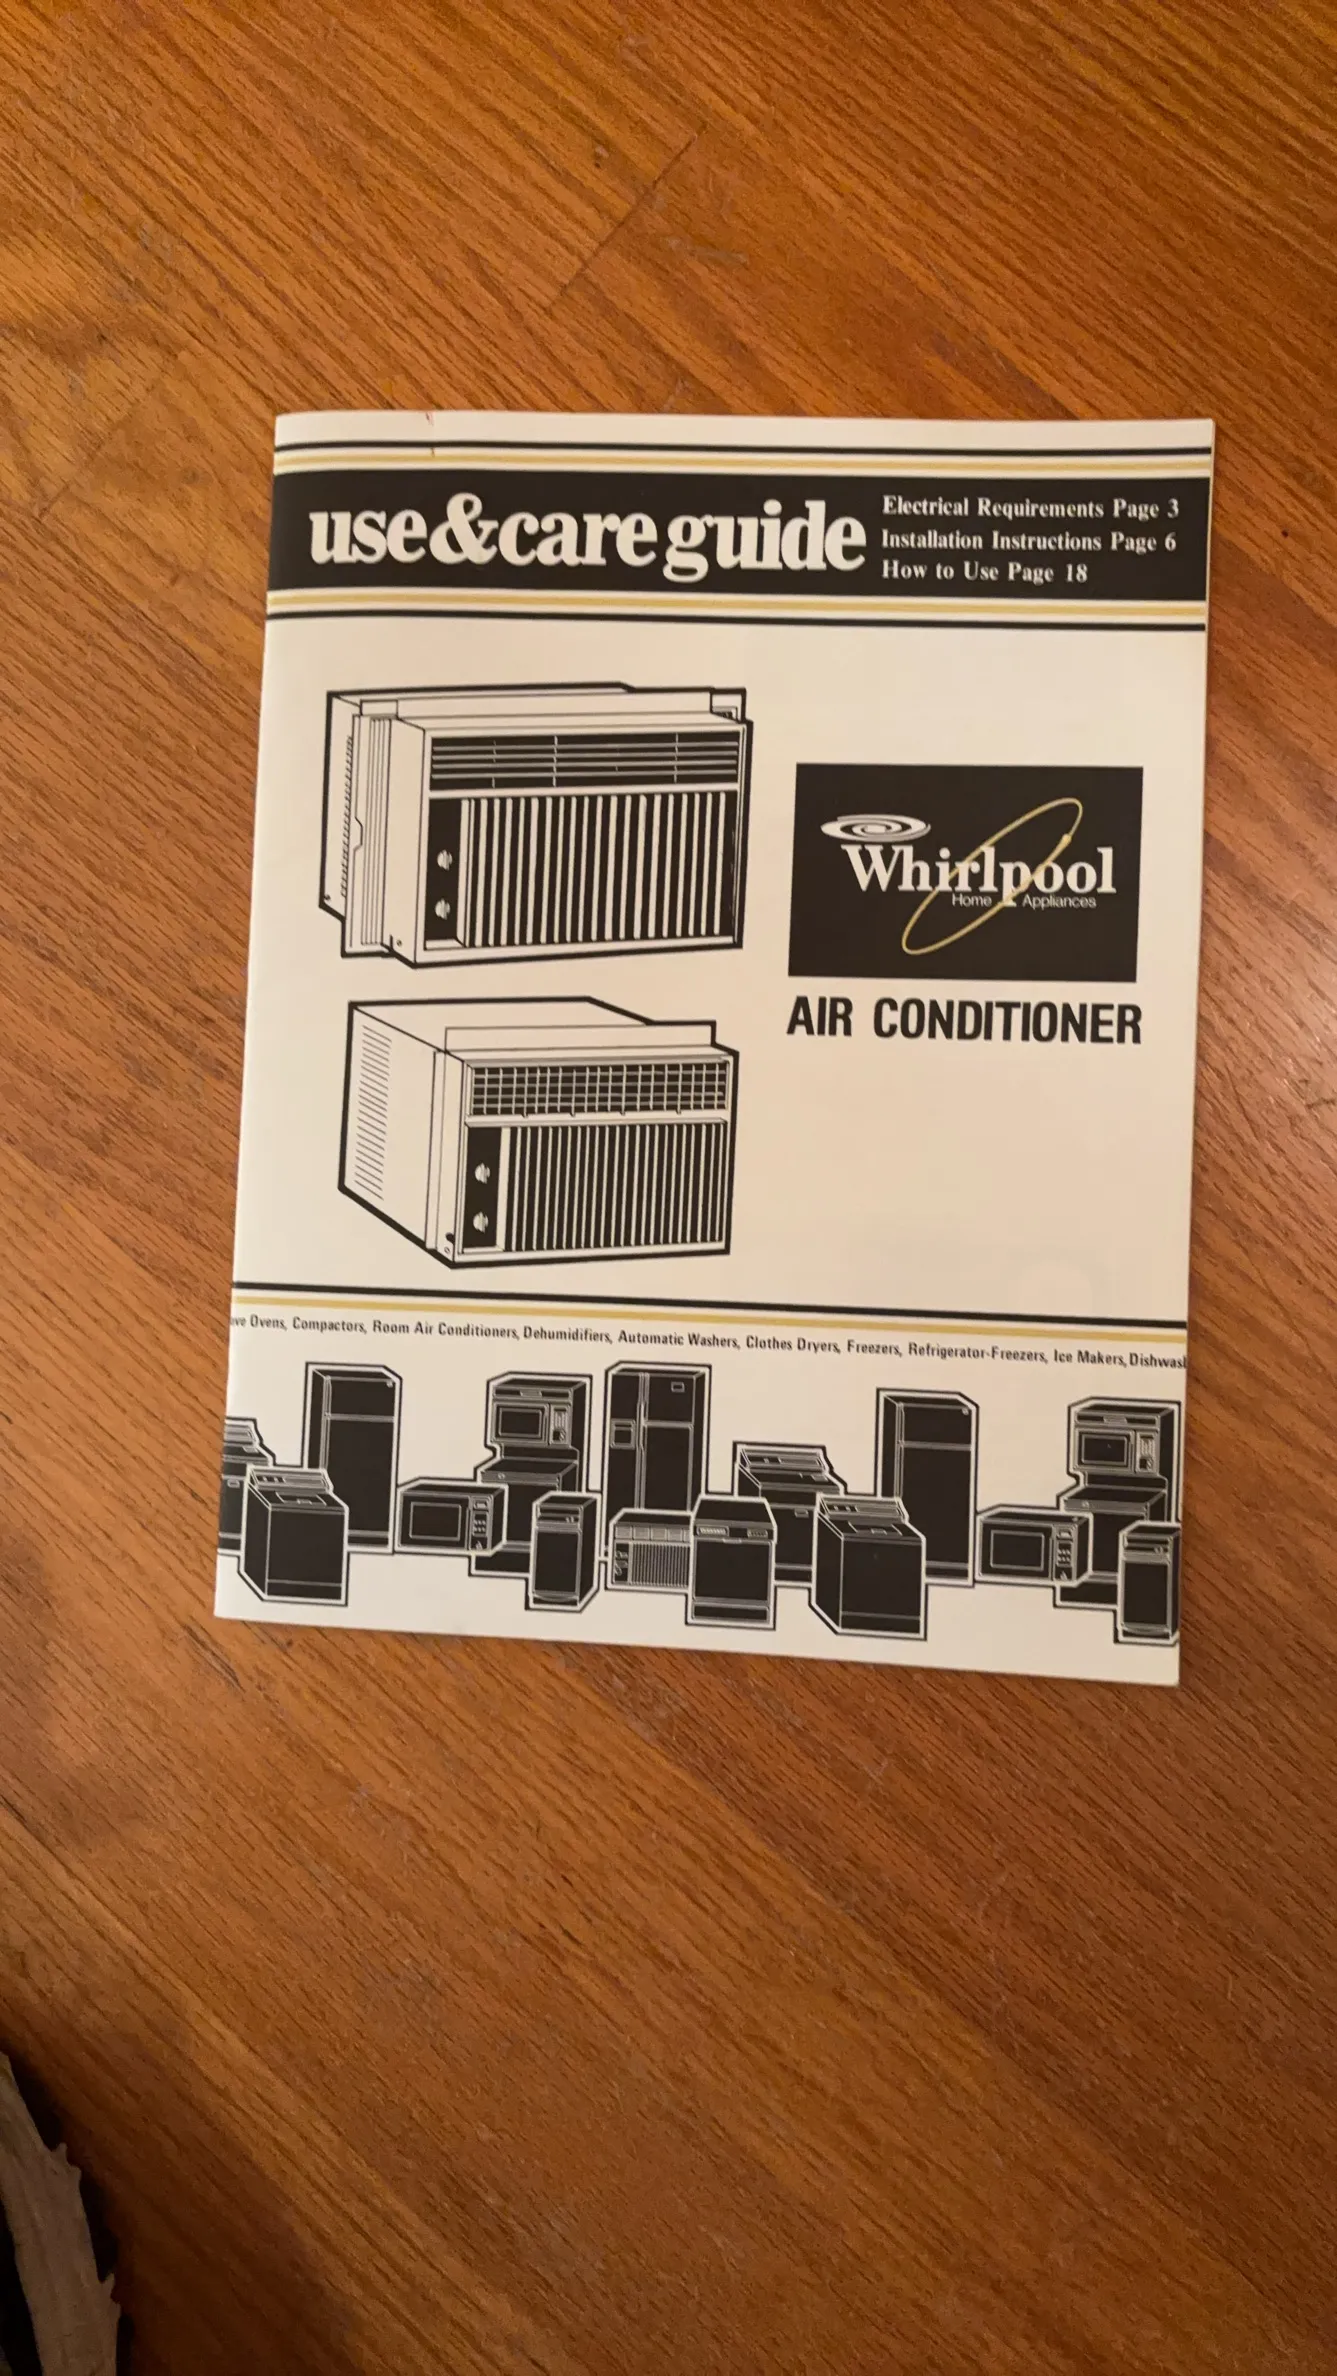 use&care guide
Electrical Requirements Page 3
Installation Instructions Page 6
How to Use Page 18
Whirlpool
Home Appliances
AIR CONDITIONER
Ovens, Compactors, Room Air Conditioners, Dehumidifiers, Automatic Washers, Clothes Dryers, Freezers, Refrigerator-Freezers, Ice Makers,